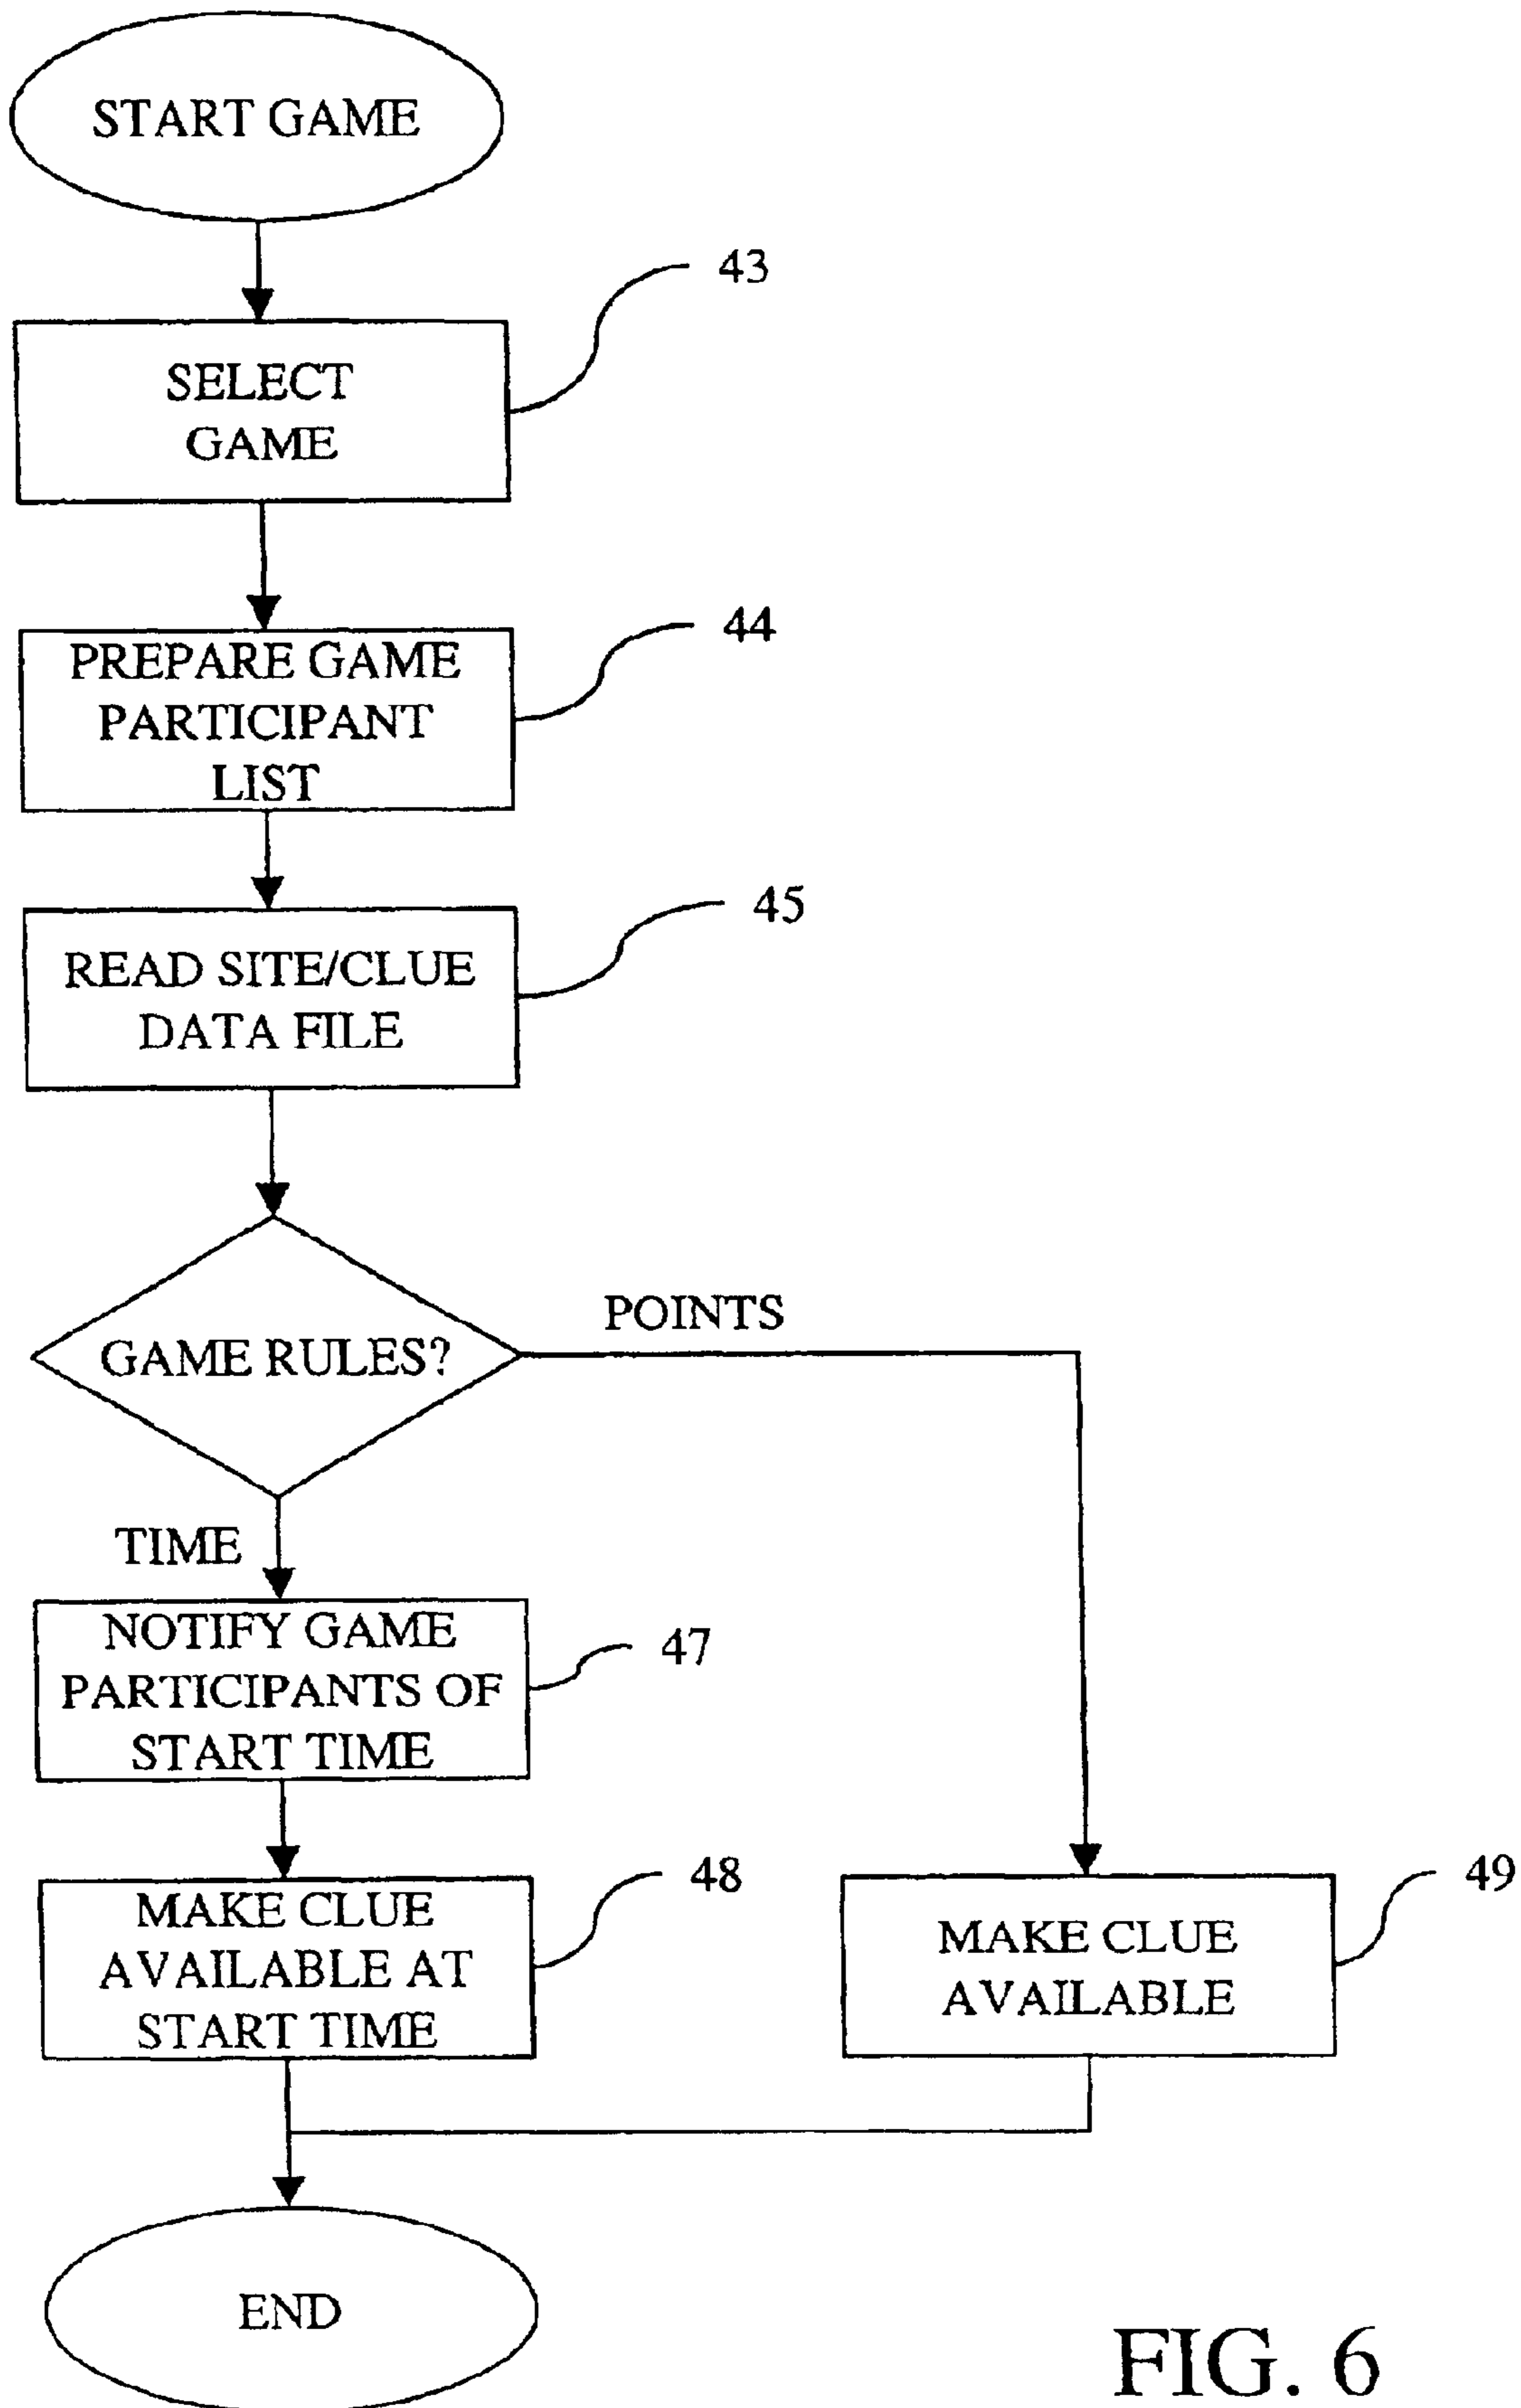 START GAME
43
SELECT
GAME
44
PREPARE GAME
PARTICIPANT
LIST
45
READ SITE/CLUE
DATA FILE
POINTS
GAME RULES?
TIME
47
NOTIFY GAME
PARTICIPANTS OF
START TIME
48
MAKE CLUE
AVAILABLE AT
START TIME
49
MAKE CLUE
AVAILABLE
END
FIG. 6